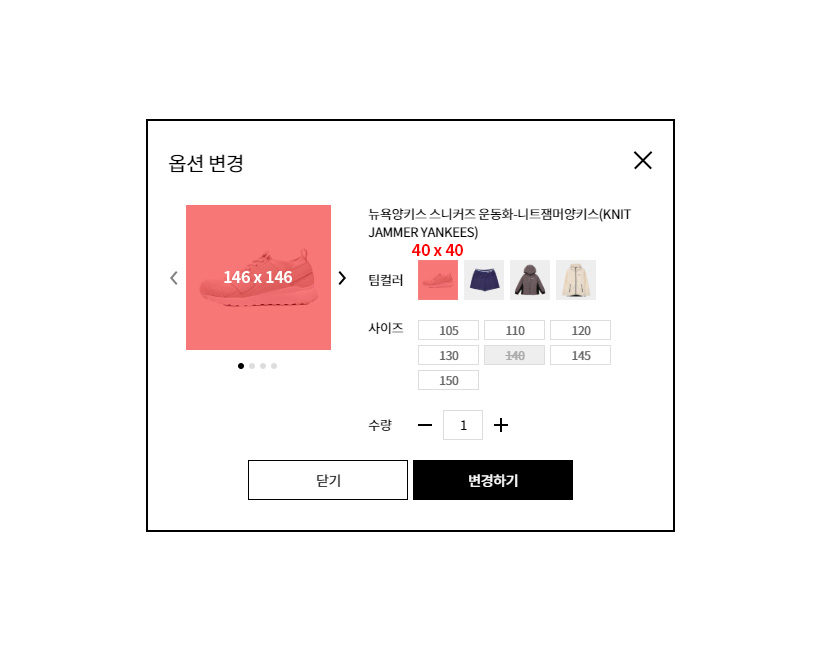 옵션 변경
146 x 146
뉴욕양키스 스니커즈 운동화-니트잼머양키스(KNIT
JAMMER YANKEES)
40 x 40
팀컬러
사이즈
105 110 120
130 140 145
150
수량 1
닫기 변경하기